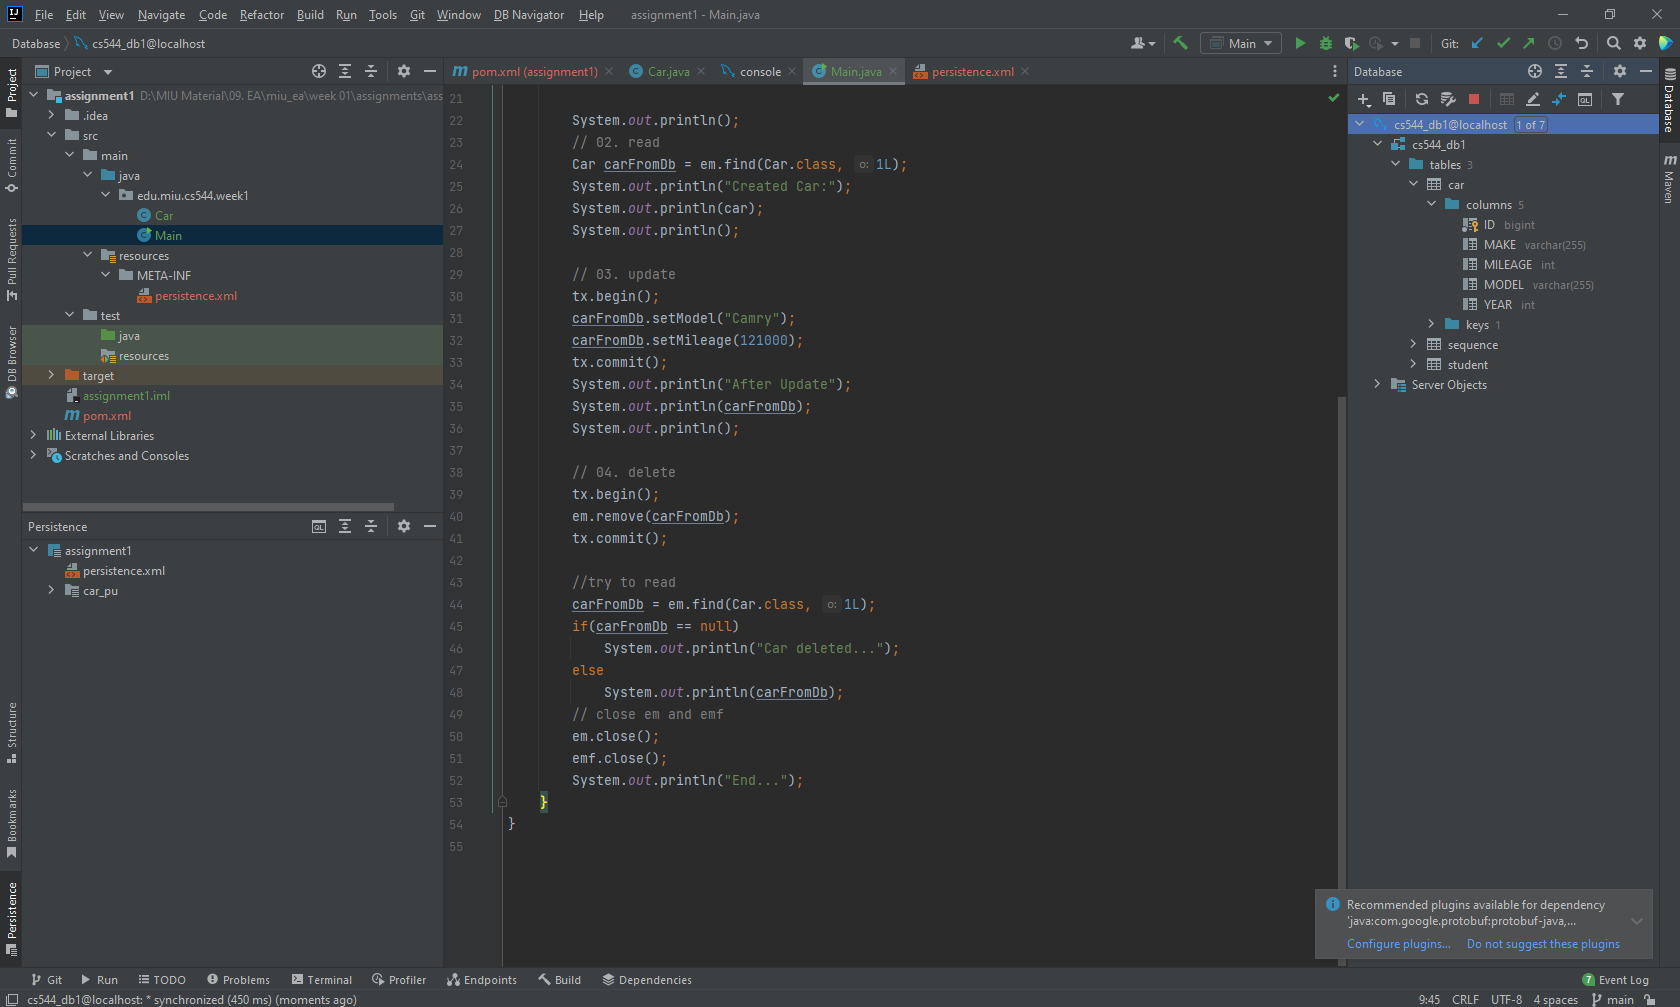 File Edit View Navigate Code Refactor Build Run Tools Git Window DB Navigator Help assignment1 - Main.java
Database cs544_db1@localhost Main Git:
Project
Commit
Pull Requests
DB Browser
Structure
Bookmarks
Persistence
Project
assignment1 D:\MIU Material\09. EA\miu_ea\week 01\assignments\ass
.idea
src
main
java
edu.miu.cs544.week1
Car
Main
resources
META-INF
persistence.xml
test
java
resources
target
assignment1.iml
pom.xml
External Libraries
Scratches and Consoles
Persistence
assignment1
persistence.xml
car_pu
pom.xml (assignment1) Car.java console Main.java persistence.xml
21
22 System.out.println();
23 // 02. read
24 Car carFromDb = em.find(Car.class, o: 1L);
25 System.out.println("Created Car:");
26 System.out.println(car);
27 System.out.println();
28
29 // 03. update
30 tx.begin();
31 carFromDb.setModel("Camry");
32 carFromDb.setMileage(121000);
33 tx.commit();
34 System.out.println("After Update");
35 System.out.println(carFromDb);
36 System.out.println();
37
38 // 04. delete
39 tx.begin();
40 em.remove(carFromDb);
41 tx.commit();
42
43 //try to read
44 carFromDb = em.find(Car.class, o: 1L);
45 if(carFromDb == null)
46 System.out.println("Car deleted...");
47 else
48 System.out.println(carFromDb);
49 // close em and emf
50 em.close();
51 emf.close();
52 System.out.println("End...");
53 }
54 }
55
Database
cs544_db1@localhost 1 of 7
cs544_db1
tables 3
car
columns 5
ID bigint
MAKE varchar(255)
MILEAGE int
MODEL varchar(255)
YEAR int
keys 1
sequence
student
Server Objects
Database
Maven
Recommended plugins available for dependency
'java:com.google.protobuf:protobuf-java,...
Configure plugins... Do not suggest these plugins
Git Run TODO Problems Terminal Profiler Endpoints Build Dependencies 7 Event Log
cs544_db1@localhost: * synchronized (450 ms) (moments ago) 9:45 CRLF UTF-8 4 spaces main